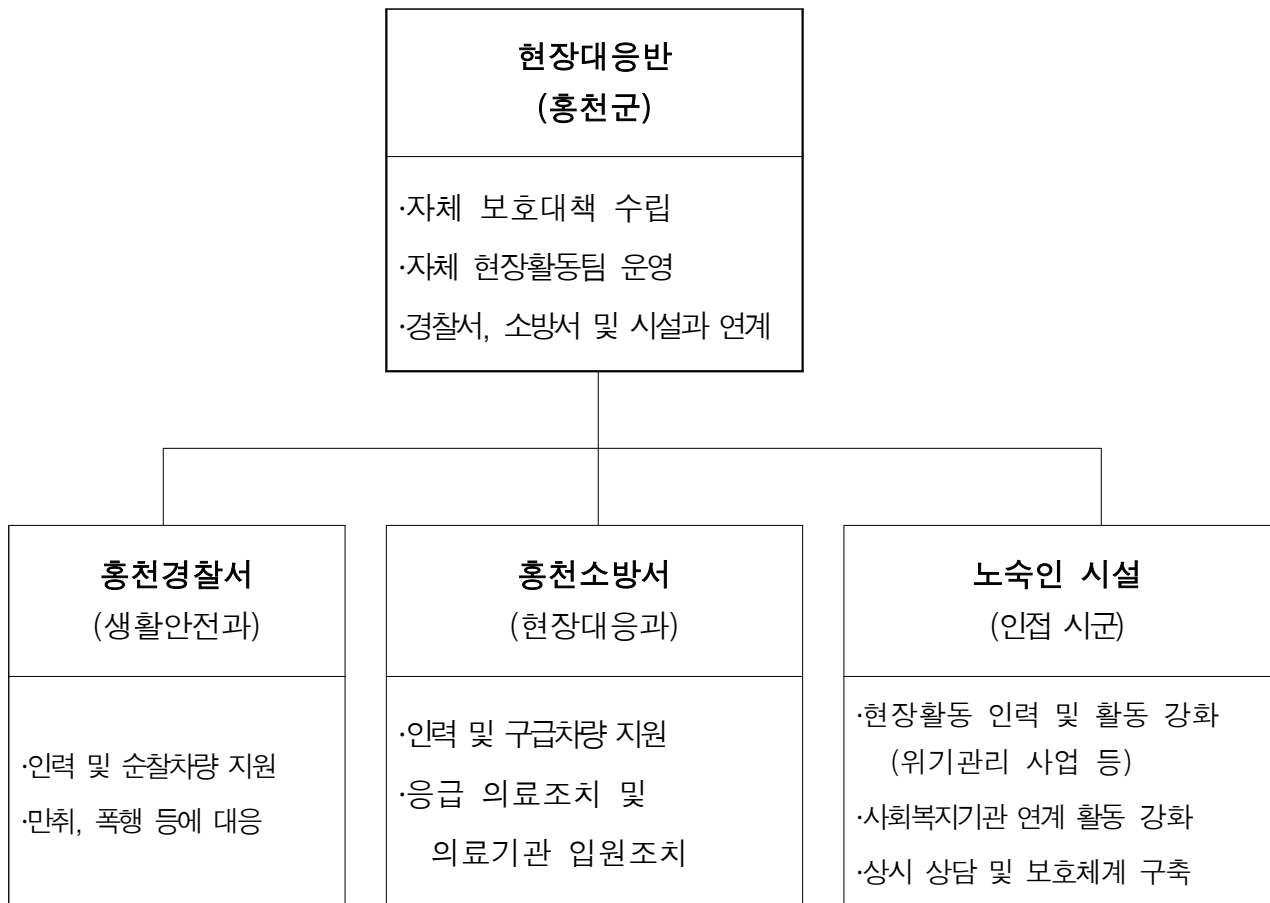 현장대응반
(홍천군)
·자체 보호대책 수립
·자체 현장활동팀 운영
·경찰서, 소방서 및 시설과 연계
홍천경찰서
(생활안전과)
·인력 및 순찰차량 지원
·만취, 폭행 등에 대응
홍천소방서
(현장대응과)
·인력 및 구급차량 지원
·응급 의료조치 및
의료기관 입원조치
노숙인 시설
(인접 시군)
·현장활동 인력 및 활동 강화
(위기관리 사업 등)
·사회복지기관 연계 활동 강화
·상시 상담 및 보호체계 구축